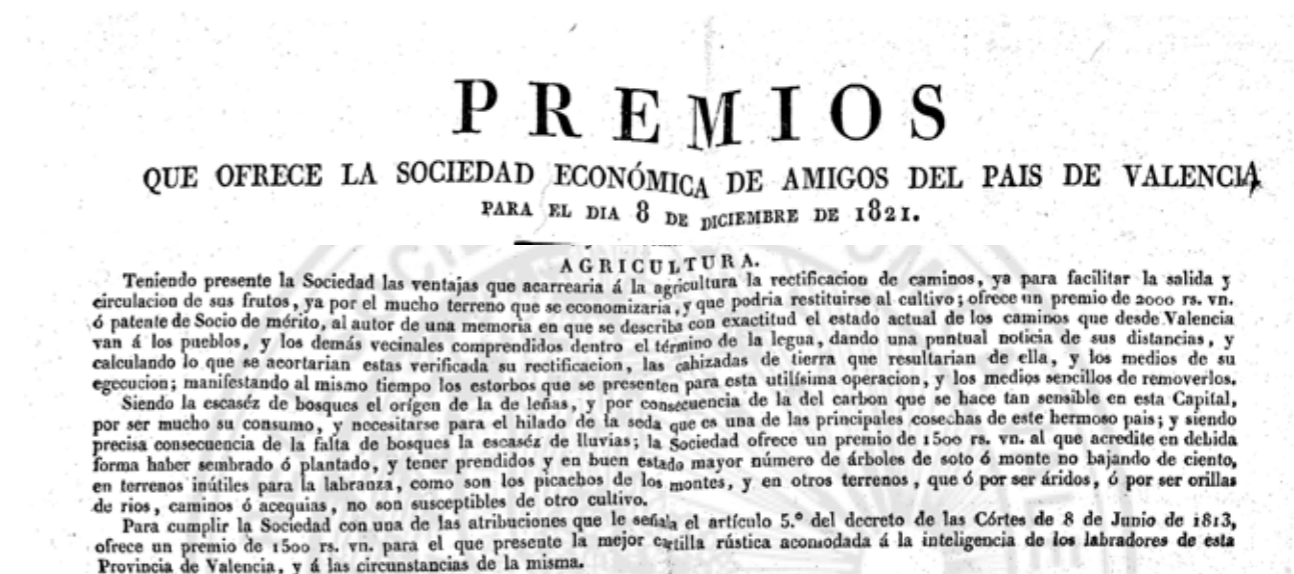 PREMIOS
QUE OFRECE LA SOCIEDAD ECONÓMICA DE AMIGOS DEL PAIS DE VALENCIA
PARA EL DIA 8 DE DICIEMBRE DE 1821.
AGRICULTURA.
Teniendo presente la Sociedad las ventajas que acarrearia á la agricultura la rectificacion de caminos, ya para facilitar la salida y
circulacion de sus frutos, ya por el mucho terreno que se economizaria, y que podria restituirse al cultivo; ofrece un premio de 2000 rs. vn.
ó patente de Socio de mérito, al autor de una memoria en que se describa con exactitud el estado actual de los caminos que desde Valencia
van á los pueblos, y los demás vecinales comprendidos dentro el término de la legua, dando una puntual noticia de sus distancias, y
calculando lo que se acortarian estas verificada su rectificacion, las cahizadas de tierra que resultarian de ella, y los medios de su
egecucion; manifestando al mismo tiempo los estorbos que se presenten para esta utilísima operacion, y los medios sencillos de removerlos.
Siendo la escaséz de bosques el orígen de la de leñas, y por consecuencia de la del carbon que se hace tan sensible en esta Capital,
por ser mucho su consumo, y necesitarse para el hilado de la seda que es una de las principales cosechas de este hermoso pais; y siendo
precisa consecuencia de la falta de bosques la escaséz de lluvias; la Sociedad ofrece un premio de 1500 rs. vn. al que acredite en debida
forma haber sembrado ó plantado, y tener prendidos y en buen estado mayor número de árboles de soto ó monte no bajando de ciento,
en terrenos inútiles para la labranza, como son los picachos de los montes, y en otros terrenos, que ó por ser áridos, ó por ser orillas
de rios, caminos ó acequias, no son susceptibles de otro cultivo.
Para cumplir la Sociedad con una de las atribuciones que le señala el artículo 5.º del decreto de las Córtes de 8 de Junio de 1813,
ofrece un premio de 1500 rs. vn. para el que presente la mejor cartilla rústica acomodada á la inteligencia de los labradores de esta
Provincia de Valencia, y á las circunstancias de la misma.